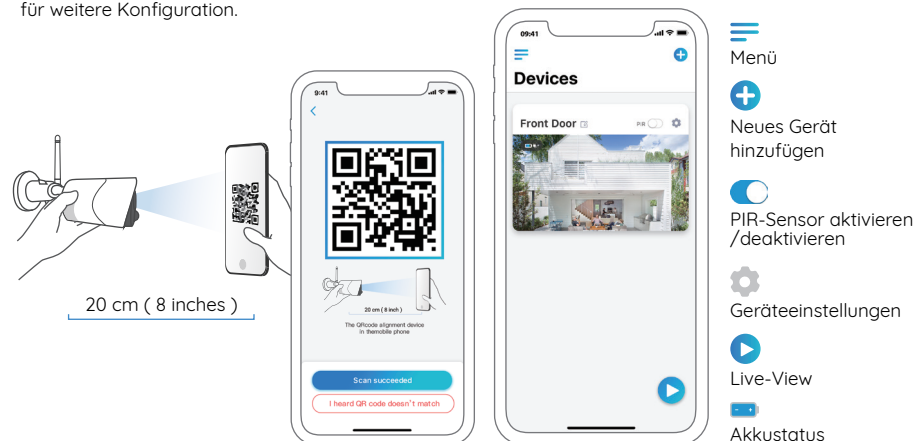 für weitere Konfiguration.
20 cm ( 8 inches )
9:41
20 cm ( 8 inch )
The QRcode alignment device
in themobile phone
Scan succeeded
I heard QR code doesn't match
09:41
Devices
Front Door
PIR
Menü
Neues Gerät
hinzufügen
PIR-Sensor aktivieren
/deaktivieren
Geräteeinstellungen
Live-View
Akkustatus